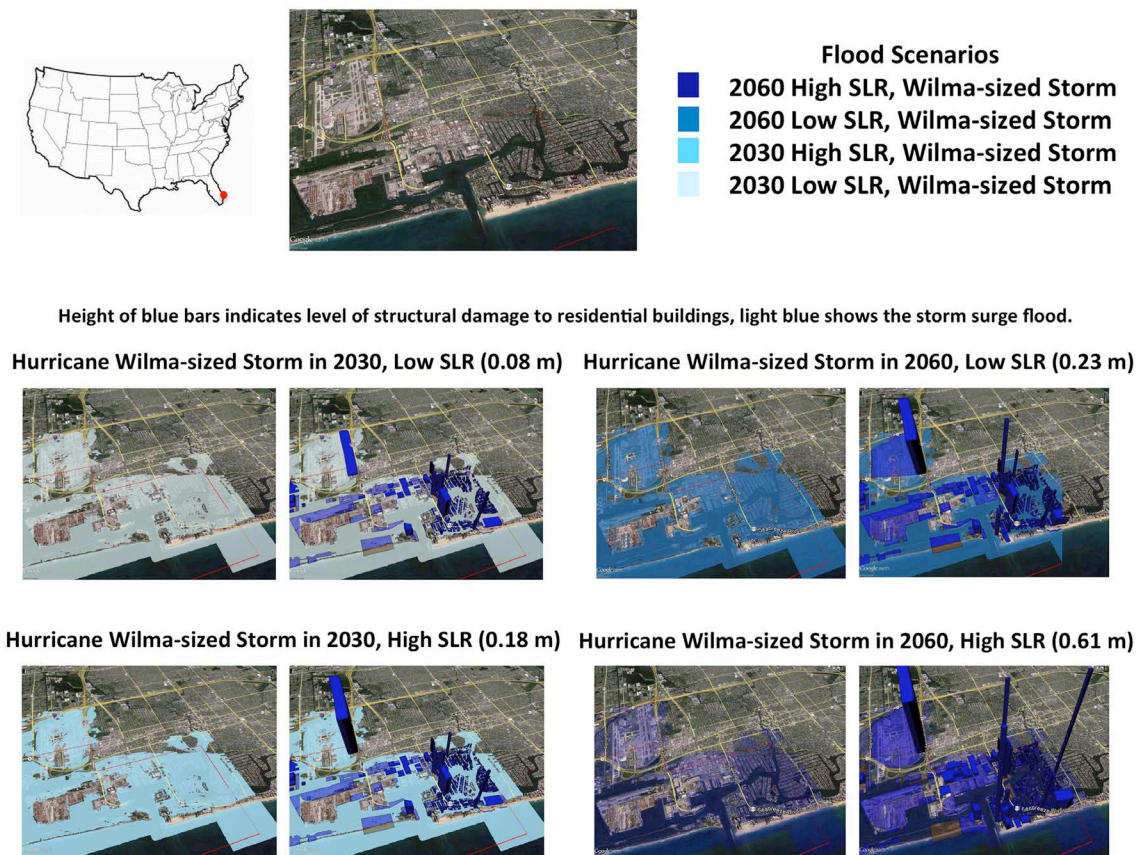 Flood Scenarios
2060 High SLR, Wilma-sized Storm
2060 Low SLR, Wilma-sized Storm
2030 High SLR, Wilma-sized Storm
2030 Low SLR, Wilma-sized Storm
Google
Height of blue bars indicates level of structural damage to residential buildings, light blue shows the storm surge flood.
Hurricane Wilma-sized Storm in 2030, Low SLR (0.08 m)
Hurricane Wilma-sized Storm in 2060, Low SLR (0.23 m)
Google
Google
Hurricane Wilma-sized Storm in 2030, High SLR (0.18 m)
Hurricane Wilma-sized Storm in 2060, High SLR (0.61 m)